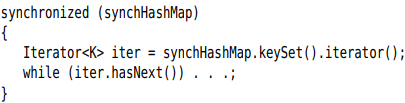 synchronized (synchHashMap)
{
Iterator<K> iter = synchHashMap.keySet().iterator();
while (iter.hasNext()) . . .;
}